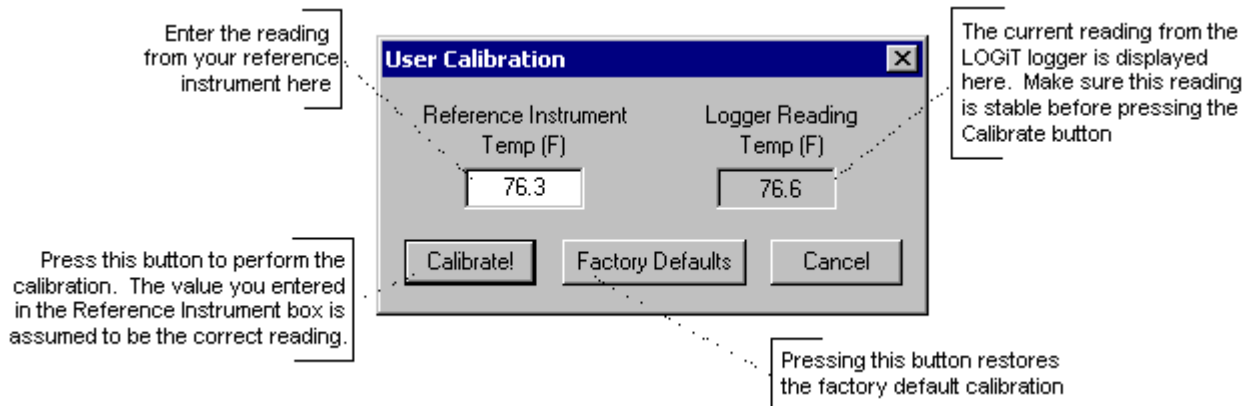 Enter the reading
from your reference
instrument here
User Calibration
The current reading from the
LOGiT logger is displayed
here. Make sure this reading
is stable before pressing the
Calibrate button
Reference Instrument
Temp (F)
76.3
Logger Reading
Temp (F)
76.6
Press this button to perform the
calibration. The value you entered
in the Reference Instrument box is
assumed to be the correct reading.
Calibrate!
Factory Defaults
Cancel
Pressing this button restores
the factory default calibration